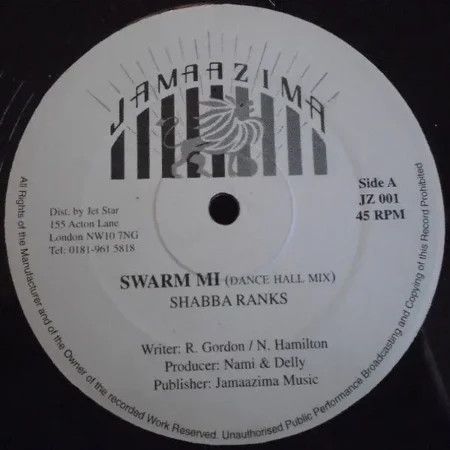 JAMAAZIMA
Side A
JZ 001
45 RPM
Dist. by Jet Star
155 Acton Lane
London NW10 7NG
Tel: 0181-961 5818
SWARM MI (DANCE HALL MIX)
SHABBA RANKS
Writer: R. Gordon / N. Hamilton
Producer: Nami & Delly
Publisher: Jamaazima Music
All Rights of the Manufacturer and of the Owner of the recorded Work Reserved. Unauthorised Public Performance Broadcasting and Copying of this Record Prohibited